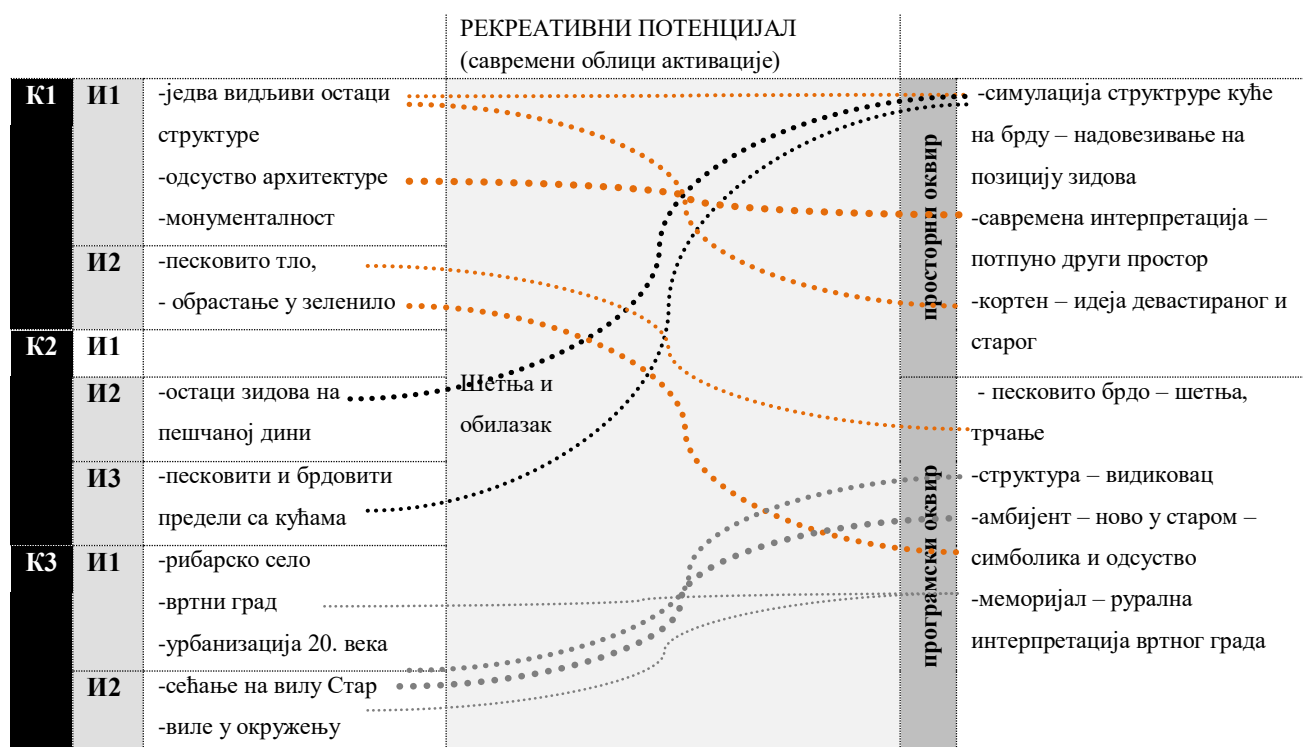 РЕКРЕАТИВНИ ПОТЕНЦИЈАЛ
(савремени облици активације)
К1
И1
-једва видљиви остаци
структуре
-одсуство архитектуре
-монументалност
И2
-песковито тло,
- обрастање у зеленило
К2
И1
И2
-остаци зидова на
пешчаној дини
И3
-песковити и брдовити
предели са кућама
К3
И1
-рибарско село
-вртни град
-урбанизација 20. века
И2
-сећање на вилу Стар
-виле у окружењу
Шетња и
обилазак
просторни оквир
-симулација структруре куће
на брду – надовезивање на
позицију зидова
-савремена интерпретација –
потпуно други простор
-кортен – идеја девастираног и
старог
програмски оквир
- песковито брдо – шетња,
трчање
-структура – видиковац
-амбијент – ново у старом –
симболика и одсуство
-меморијал – рурална
интерпретација вртног града